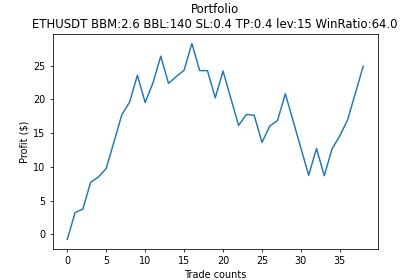 Portfolio
ETHUSDT BBM:2.6 BBL:140 SL:0.4 TP:0.4 lev:15 WinRatio:64.0
25
20
15
10
5
0
Profit ($)
0 5 10 15 20 25 30 35
Trade counts